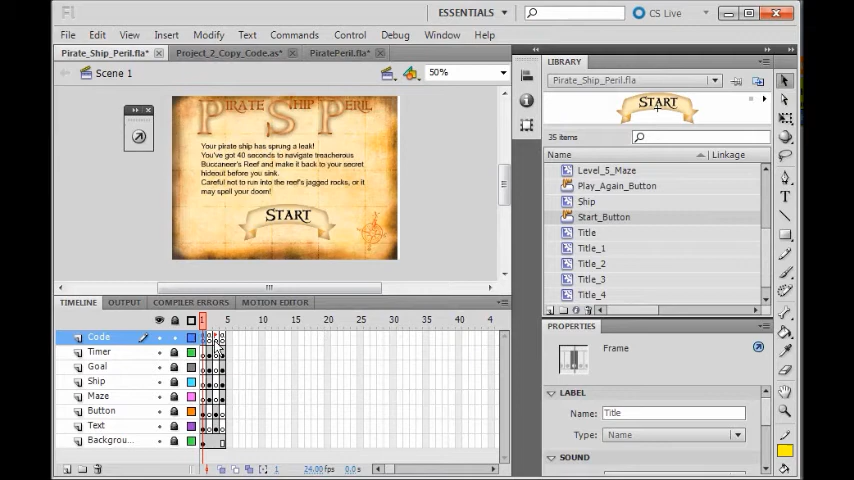 Fl
ESSENTIALS
CS Live
File Edit View Insert Modify Text Commands Control Debug Window Help
Pirate_Ship_Peril.fla* Project_2_Copy_Code.as* PiratePeril.fla*
Scene 1
50%
PIRATE SHIP PERIL
Your pirate ship has sprung a leak!
You've got 40 seconds to navigate treacherous
Buccaneer's Reef and make it back to your secret
hideout before you sink.
Careful not to run into the reef's jagged rocks, or it
may spell your doom!
START
TIMELINE OUTPUT COMPILER ERRORS MOTION EDITOR
1 5 10 15 20 25 30 35 40 4
Code
Timer
Goal
Ship
Maze
Button
Text
Backgrou...
1 24.00 fps 0.0 s
LIBRARY
Pirate_Ship_Peril.fla
START
35 items
Name Linkage
Level_5_Maze
Play_Again_Button
Ship
Start_Button
Title
Title_1
Title_2
Title_3
Title_4
PROPERTIES
Frame
LABEL
Name: Title
Type: Name
SOUND